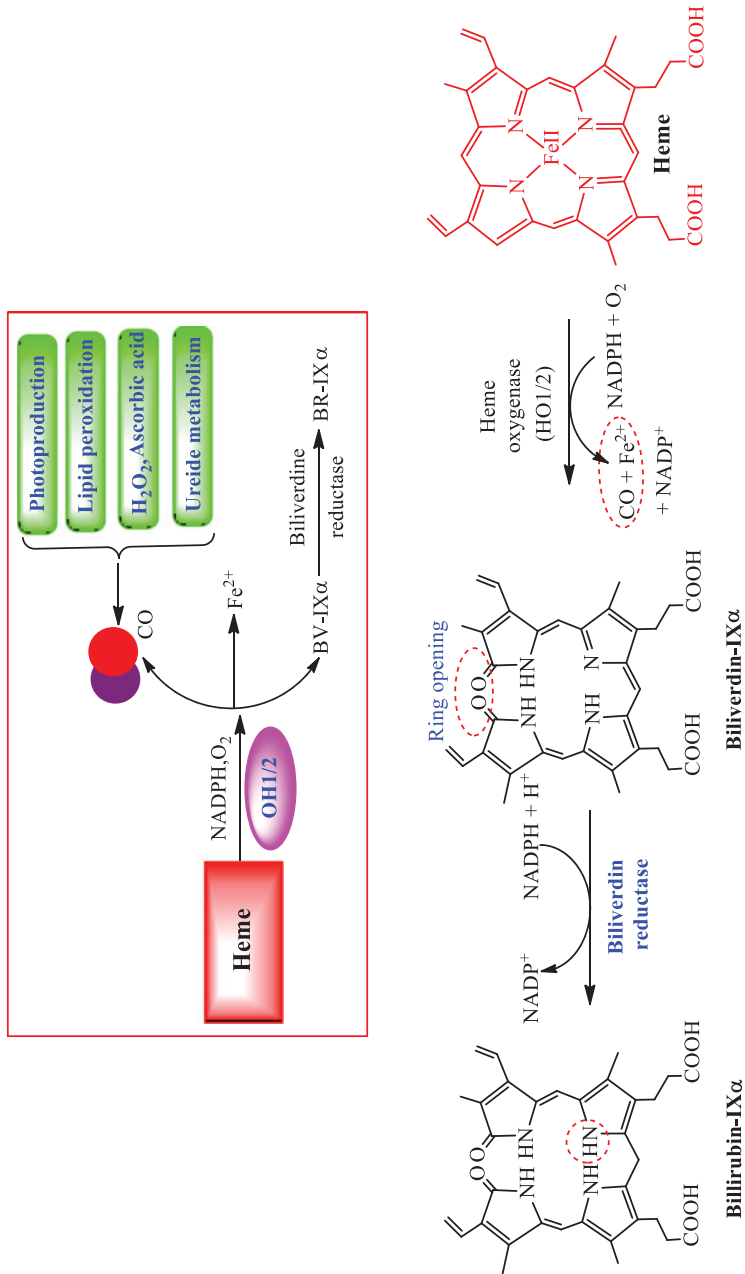 Photoproduction
Lipid peroxidation
H₂O₂, Ascorbic acid
Ureide metabolism
CO
Heme
NADPH,O₂
OH1/2
Fe²⁺
BV-IXα
Biliverdine
reductase
BR-IXα
N
N
N
N
FeII
COOH
COOH
Heme
Heme
oxygenase
(HO1/2)
NADPH + O₂
CO + Fe²⁺
+ NADP⁺
Ring opening
O O
NH HN
NH
N
COOH
COOH
Biliverdin-IXα
NADPH + H⁺
NADP⁺
Biliverdin
reductase
O O
NH HN
NH HN
COOH
COOH
Billirubin-IXα